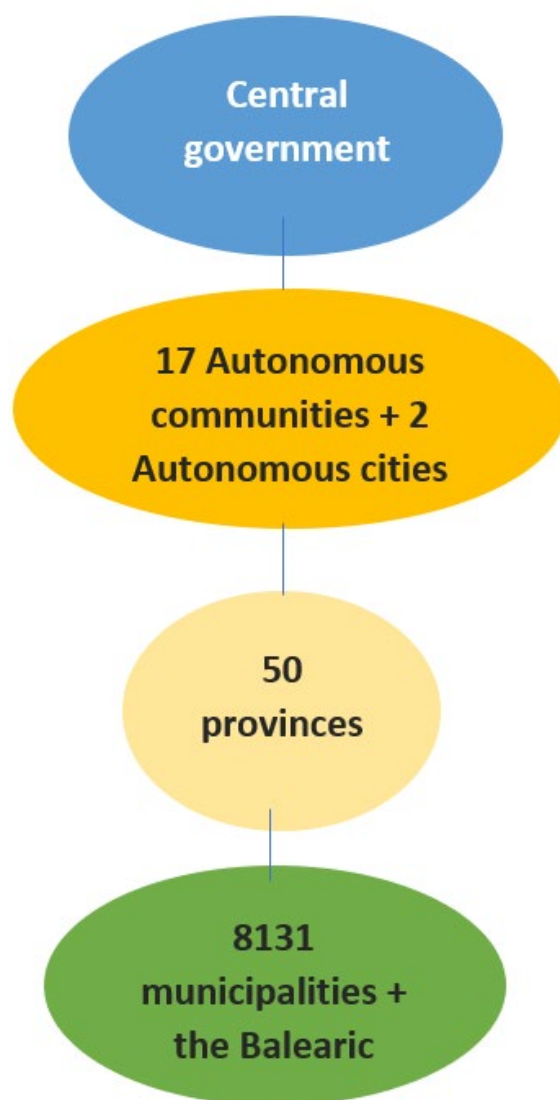 Central
government
17 Autonomous
communities + 2
Autonomous cities
50
provinces
8131
municipalities +
the Balearic